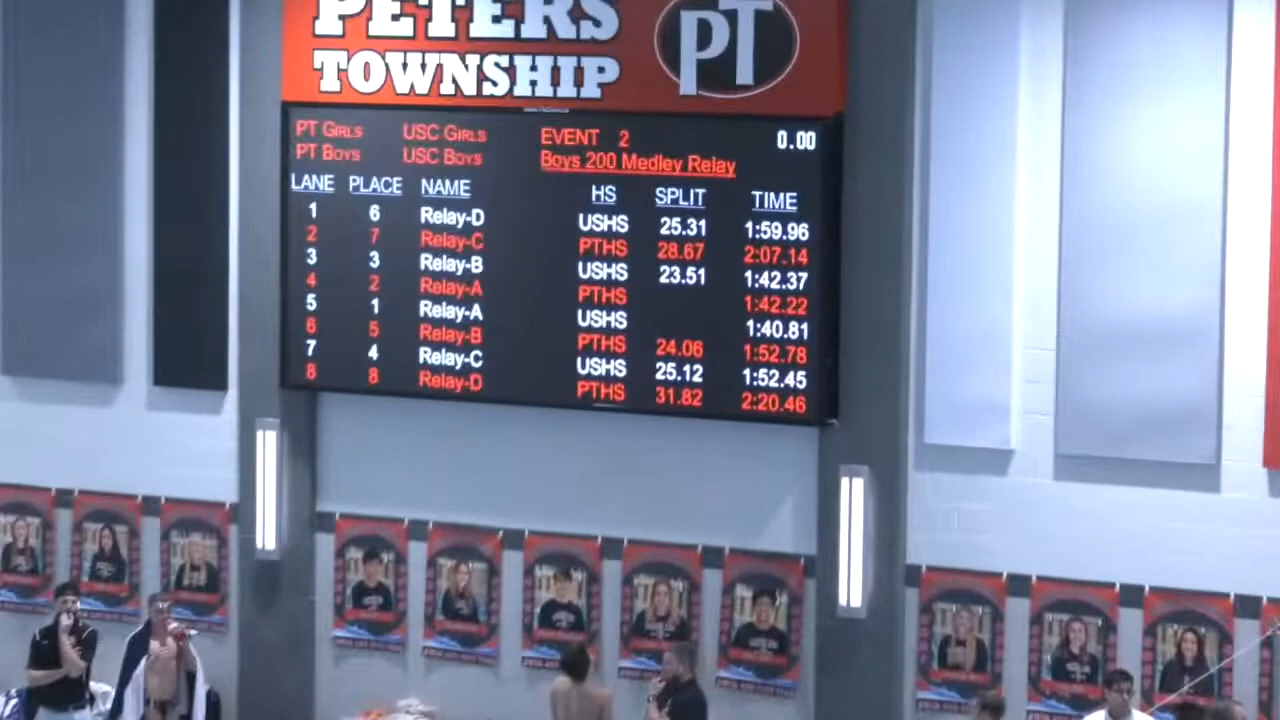 PETERS
TOWNSHIP
PT
PT GIRLS USC GIRLS EVENT 2 0.00
PT BOYS USC BOYS Boys 200 Medley Relay
LANE PLACE NAME HS SPLIT TIME
1 6 Relay-D USHS 25.31 1:59.96
2 7 Relay-C PTHS 28.67 2:07.14
3 3 Relay-B USHS 23.51 1:42.37
4 2 Relay-A PTHS 1:42.22
5 1 Relay-A USHS 1:40.81
6 5 Relay-B PTHS 24.06 1:52.78
7 4 Relay-C USHS 25.12 1:52.45
8 8 Relay-D PTHS 31.82 2:20.46